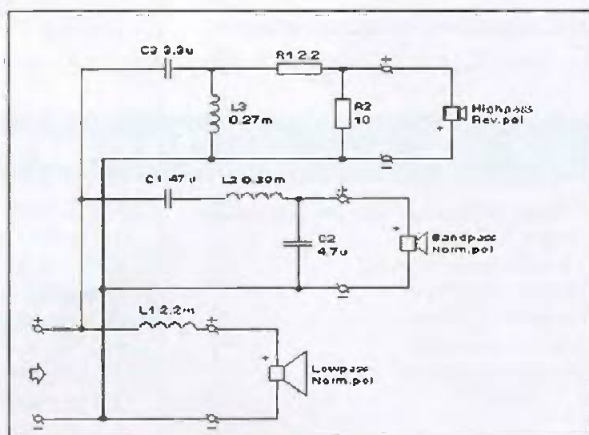 C3 3.3u
R1 2.2
L3
0.27m
R2
10
Highpass
Rev.pol
C1 47u
L2 0.39m
C2
4.7u
Bandpass
Norm.pol
L1 2.2m
Lowpass
Norm.pol